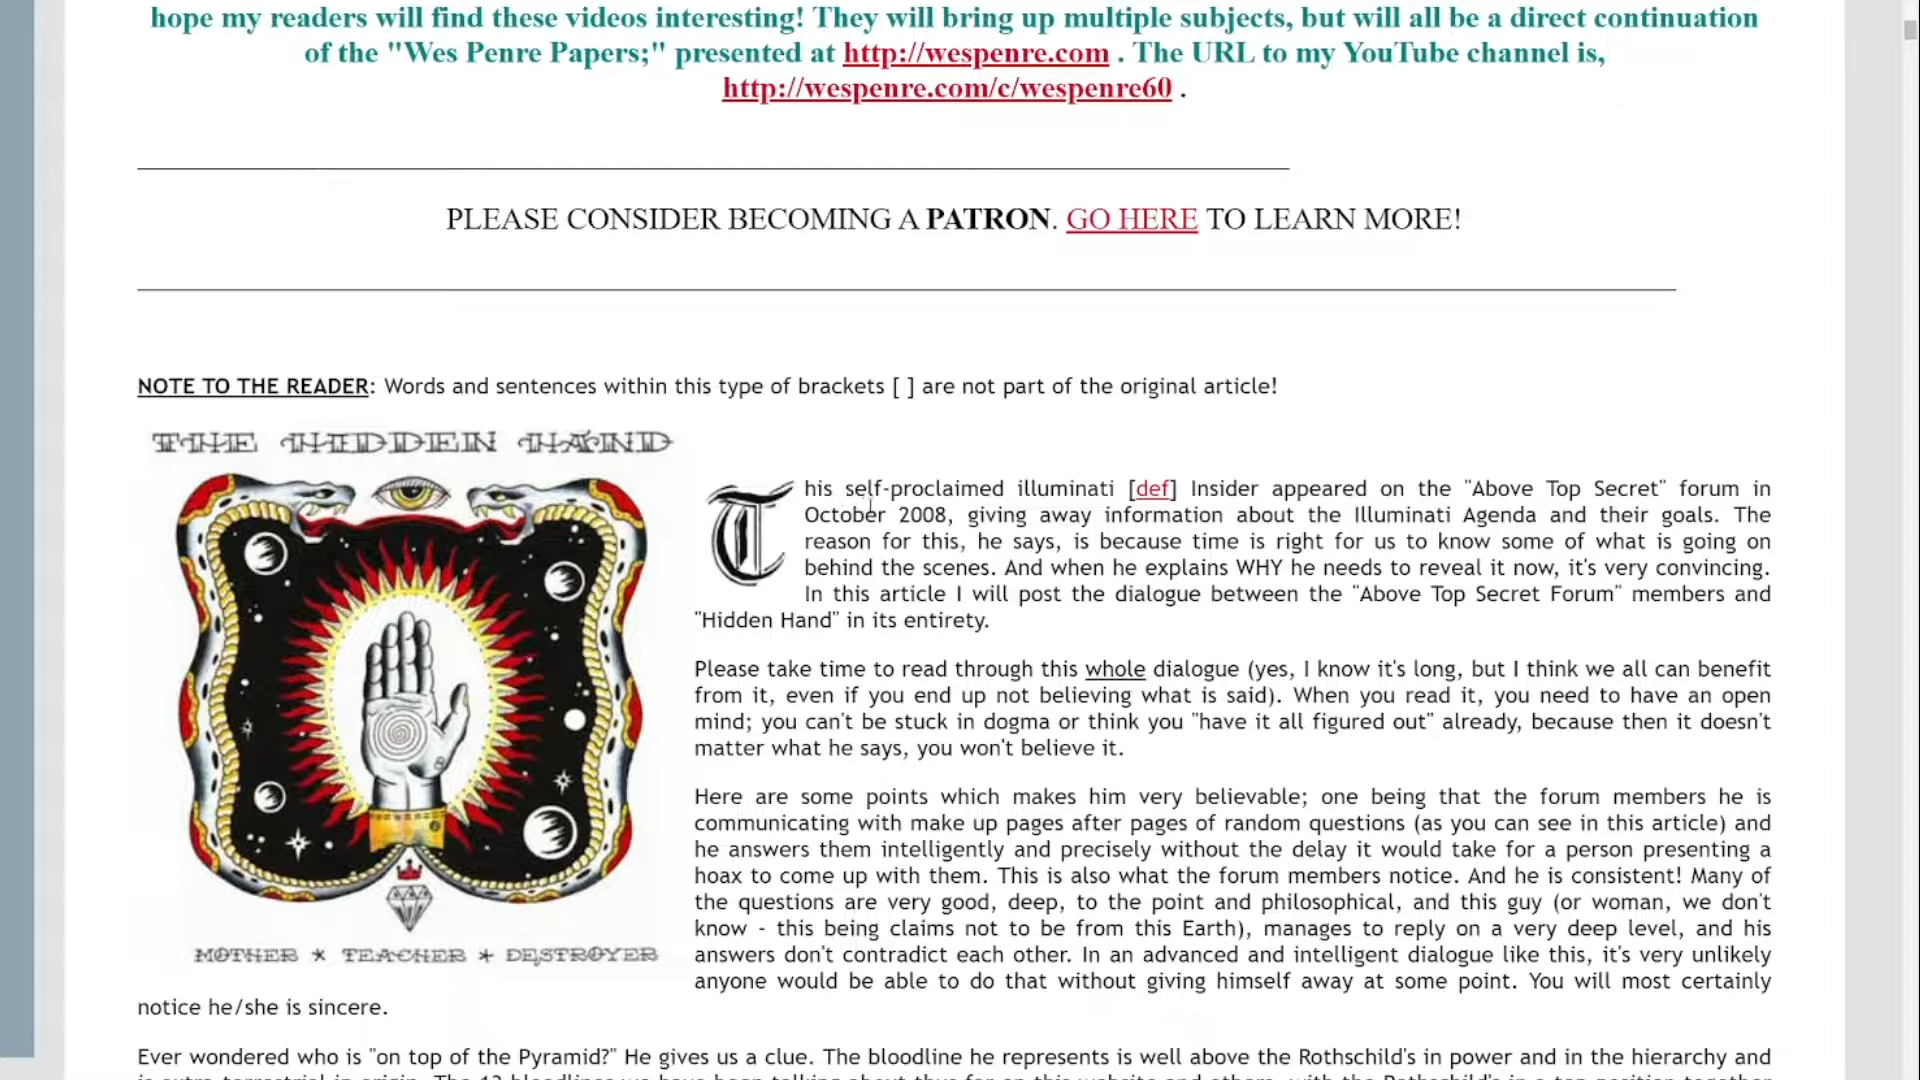 hope my readers will find these videos interesting! They will bring up multiple subjects, but will all be a direct continuation
of the "Wes Penre Papers;" presented at http://wespenre.com . The URL to my YouTube channel is,
http://wespenre.com/c/wespenre60 .
PLEASE CONSIDER BECOMING A PATRON. GO HERE TO LEARN MORE!
NOTE TO THE READER: Words and sentences within this type of brackets [ ] are not part of the original article!
THE HIDDEN HAND
MOTHER * TEACHER * DESTROYER
This self-proclaimed illuminati [def] Insider appeared on the "Above Top Secret" forum in
October 2008, giving away information about the Illuminati Agenda and their goals. The
reason for this, he says, is because time is right for us to know some of what is going on
behind the scenes. And when he explains WHY he needs to reveal it now, it's very convincing.
In this article I will post the dialogue between the "Above Top Secret Forum" members and
"Hidden Hand" in its entirety.
Please take time to read through this whole dialogue (yes, I know it's long, but I think we all can benefit
from it, even if you end up not believing what is said). When you read it, you need to have an open
mind; you can't be stuck in dogma or think you "have it all figured out" already, because then it doesn't
matter what he says, you won't believe it.
Here are some points which makes him very believable; one being that the forum members he is
communicating with make up pages after pages of random questions (as you can see in this article) and
he answers them intelligently and precisely without the delay it would take for a person presenting a
hoax to come up with them. This is also what the forum members notice. And he is consistent! Many of
the questions are very good, deep, to the point and philosophical, and this guy (or woman, we don't
know - this being claims not to be from this Earth), manages to reply on a very deep level, and his
answers don't contradict each other. In an advanced and intelligent dialogue like this, it's very unlikely
anyone would be able to do that without giving himself away at some point. You will most certainly
notice he/she is sincere.
Ever wondered who is "on top of the Pyramid?" He gives us a clue. The bloodline he represents is well above the Rothschild's in power and in the hierarchy and